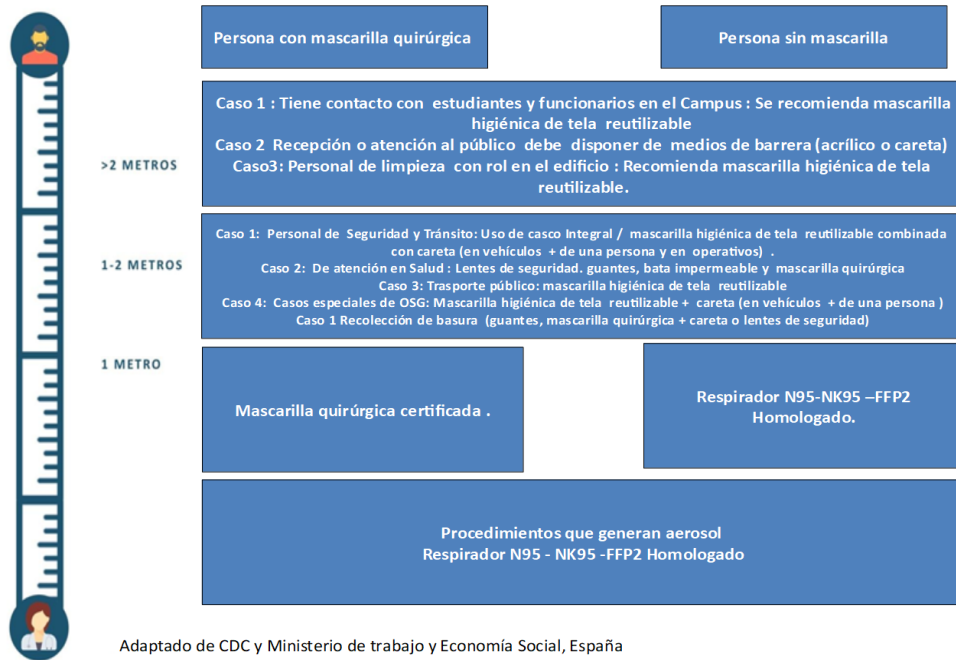 Persona con mascarilla quirúrgica
Persona sin mascarilla
Caso 1 : Tiene contacto con estudiantes y funcionarios en el Campus : Se recomienda mascarilla
higiénica de tela reutilizable
Caso 2 Recepción o atención al público debe disponer de medios de barrera (acrílico o careta)
Caso3: Personal de limpieza con rol en el edificio : Recomienda mascarilla higiénica de tela
reutilizable.
>2 METROS
Caso 1: Personal de Seguridad y Tránsito: Uso de casco Integral / mascarilla higiénica de tela reutilizable combinada
con careta (en vehículos + de una persona y en operativos) .
Caso 2: De atención en Salud : Lentes de seguridad. guantes, bata impermeable y mascarilla quirúrgica
Caso 3: Trasporte público: mascarilla higiénica de tela reutilizable
Caso 4: Casos especiales de OSG: Mascarilla higiénica de tela reutilizable + careta (en vehículos + de una persona )
Caso 1 Recolección de basura (guantes, mascarilla quirúrgica + careta o lentes de seguridad)
1-2 METROS
1 METRO
Mascarilla quirúrgica certificada .
Respirador N95-NK95 –FFP2
Homologado.
Procedimientos que generan aerosol
Respirador N95 - NK95 -FFP2 Homologado
Adaptado de CDC y Ministerio de trabajo y Economía Social, España